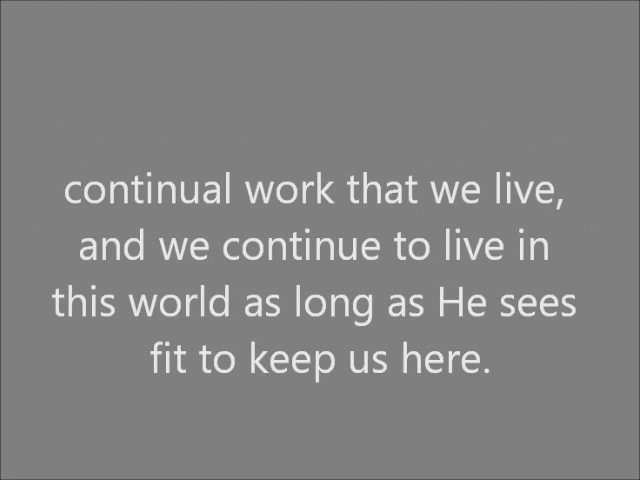 continual work that we live,
and we continue to live in
this world as long as He sees
fit to keep us here.